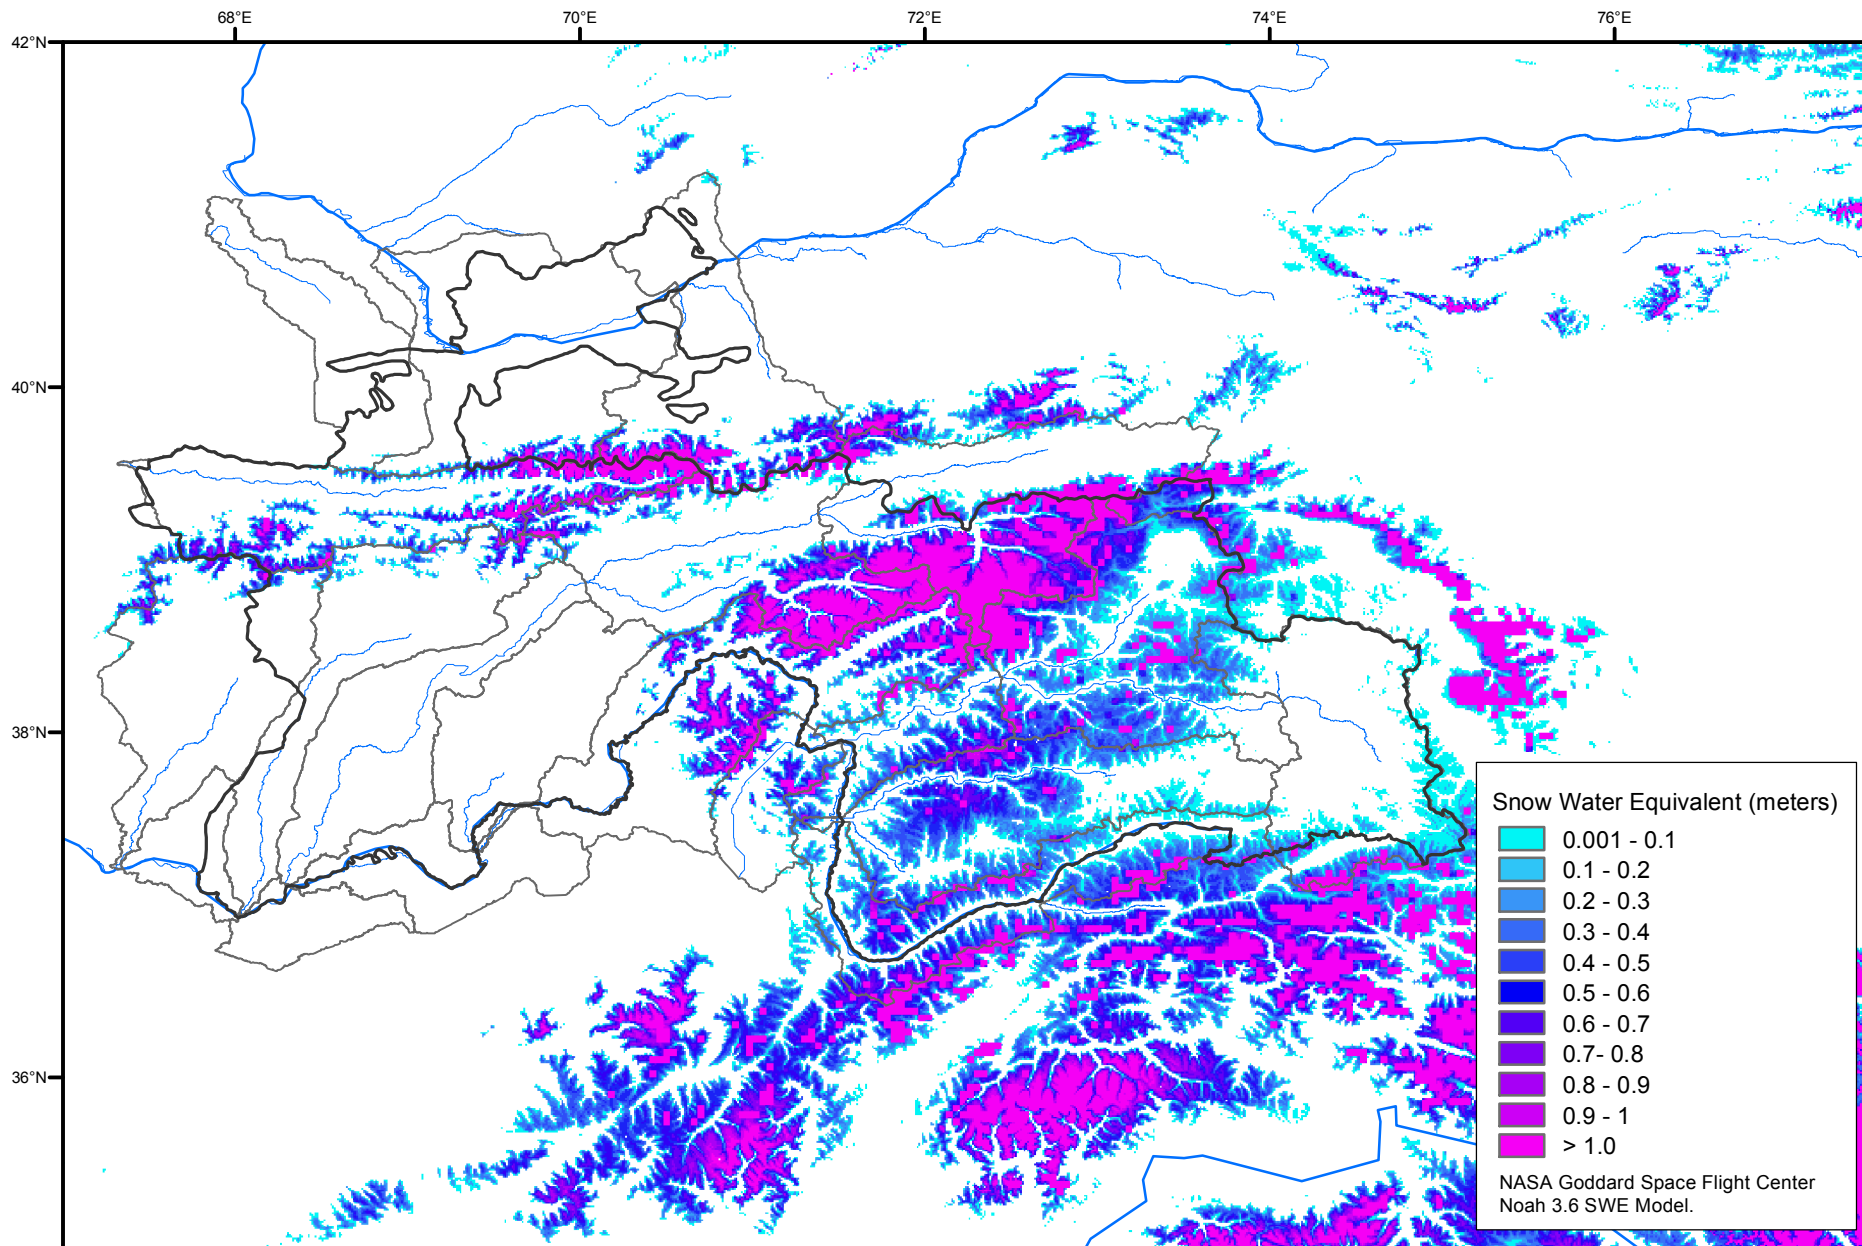 68°E
70°E
72°E
74°E
76°E
42°N
40°N
38°N
36°N
Snow Water Equivalent (meters)
0.001 - 0.1
0.1 - 0.2
0.2 - 0.3
0.3 - 0.4
0.4 - 0.5
0.5 - 0.6
0.6 - 0.7
0.7- 0.8
0.8 - 0.9
0.9 - 1
> 1.0
NASA Goddard Space Flight Center
Noah 3.6 SWE Model.